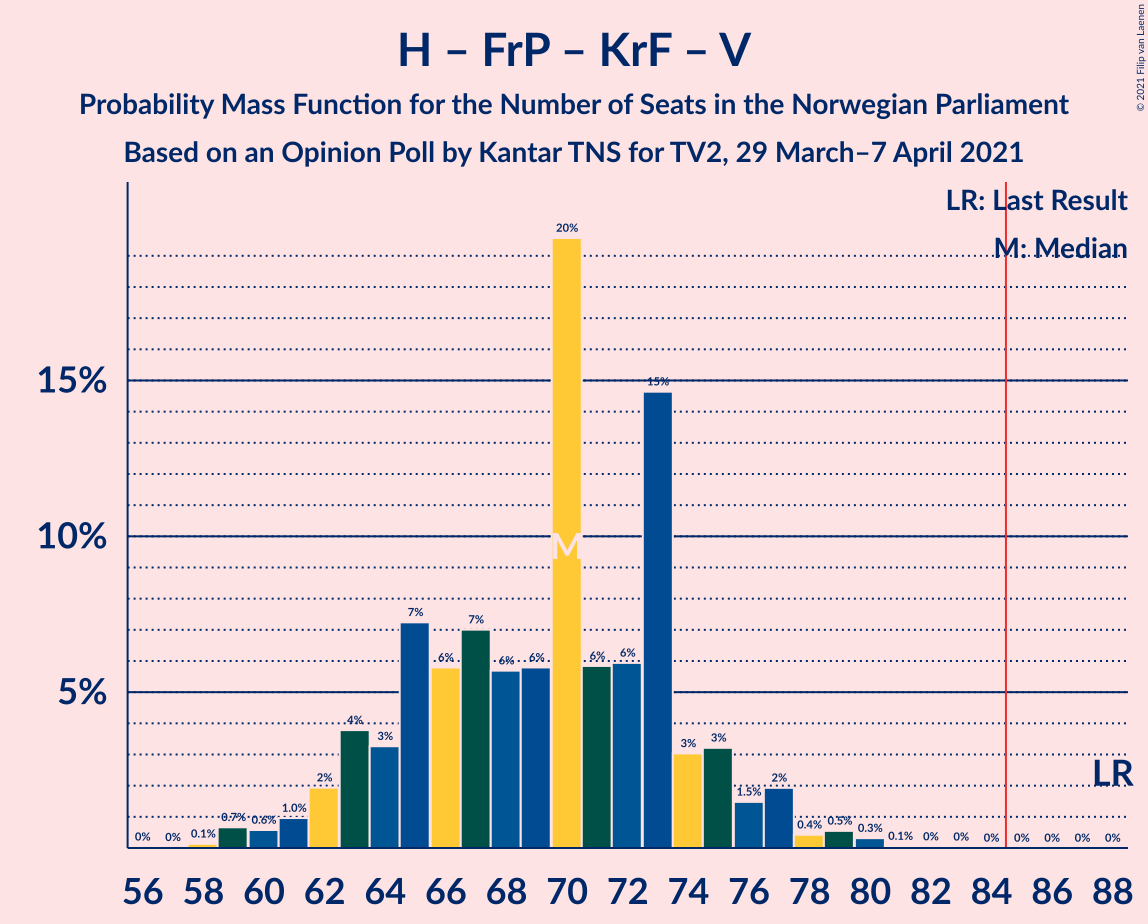 H – FrP – KrF – V
Probability Mass Function for the Number of Seats in the Norwegian Parliament
Based on an Opinion Poll by Kantar TNS for TV2, 29 March–7 April 2021
© 2021 Filip van Laenen
LR: Last Result
M: Median
20%
15%
15%
10%
M
7% 7%
6% 6% 6% 6% 6%
5%
4% 3% 3% 3%
LR
2% 1.5% 2%
0% 0% 0.1% 0.7% 0.6% 1.0% 0.4% 0.5% 0.3% 0.1% 0% 0% 0% 0% 0% 0% 0%
56 58 60 62 64 66 68 70 72 74 76 78 80 82 84 86 88